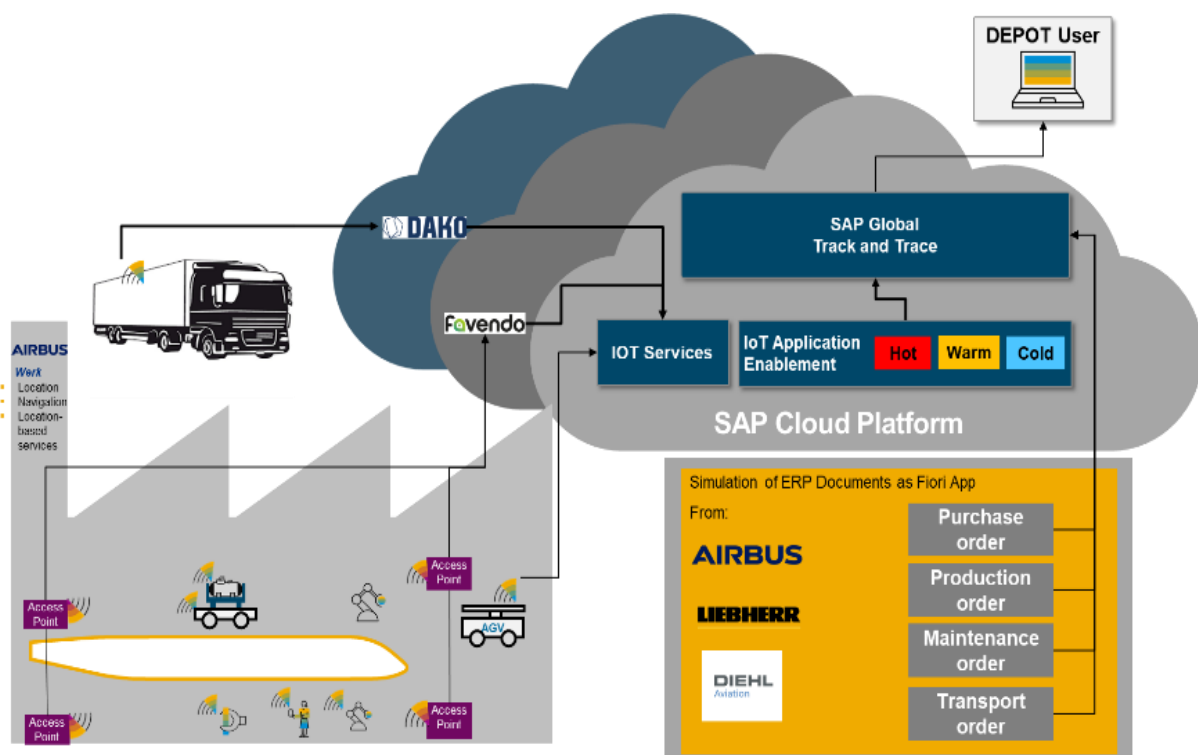 DEPOT User
DAKO
SAP Global
Track and Trace
Favendo
IOT Services
IoT Application
Enablement
Hot
Warm
Cold
SAP Cloud Platform
AIRBUS
Werk
Location
Navigation
Location-
based
services
Access
Point
Access
Point
AGV
Access
Point
Access
Point
Simulation of ERP Documents as Fiori App
From:
AIRBUS
LIEBHERR
DIEHL
Aviation
Purchase
order
Production
order
Maintenance
order
Transport
order